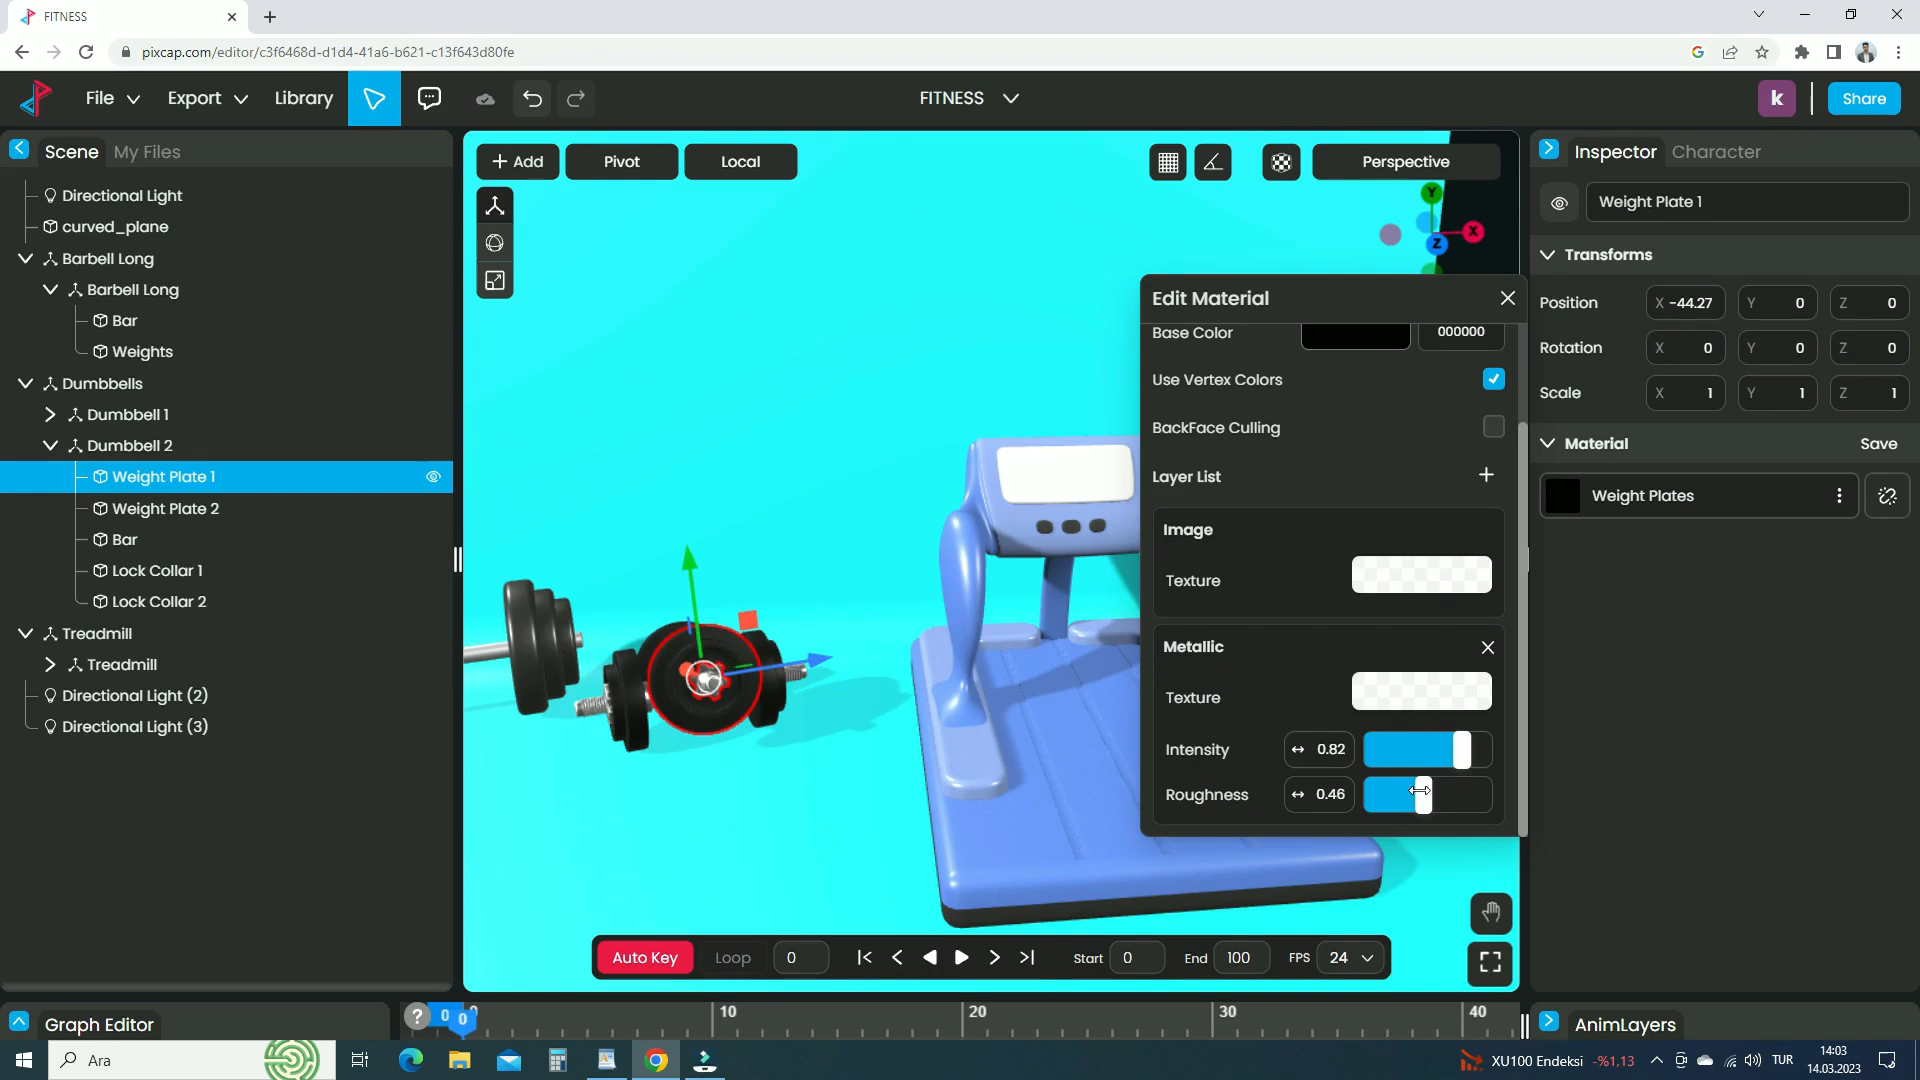 FITNESS
pixcap.com/editor/c3f6468d-d1d4-41a6-b621-c13f643d80fe
File
Export
Library
FITNESS
k
Share
Scene
My Files
Directional Light
curved_plane
Barbell Long
Barbell Long
Bar
Weights
Dumbbells
Dumbbell 1
Dumbbell 2
Weight Plate 1
Weight Plate 2
Bar
Lock Collar 1
Lock Collar 2
Treadmill
Treadmill
Directional Light (2)
Directional Light (3)
+ Add
Pivot
Local
Perspective
Y
X
Z
Edit Material
Base Color 000000
Use Vertex Colors
BackFace Culling
Layer List
Image
Texture
Metallic
Texture
Intensity 0.82
Roughness 0.46
Inspector
Character
Weight Plate 1
Transforms
Position X -44.27 Y 0 Z 0
Rotation X 0 Y 0 Z 0
Scale X 1 Y 1 Z 1
Material Save
Weight Plates
Auto Key
Loop
0
Start 0
End 100
FPS 24
Graph Editor
? 0 0 10 20 30 40
AnimLayers
Ara
XU100 Endeksi -%1,13
TUR
14:03
14.03.2023